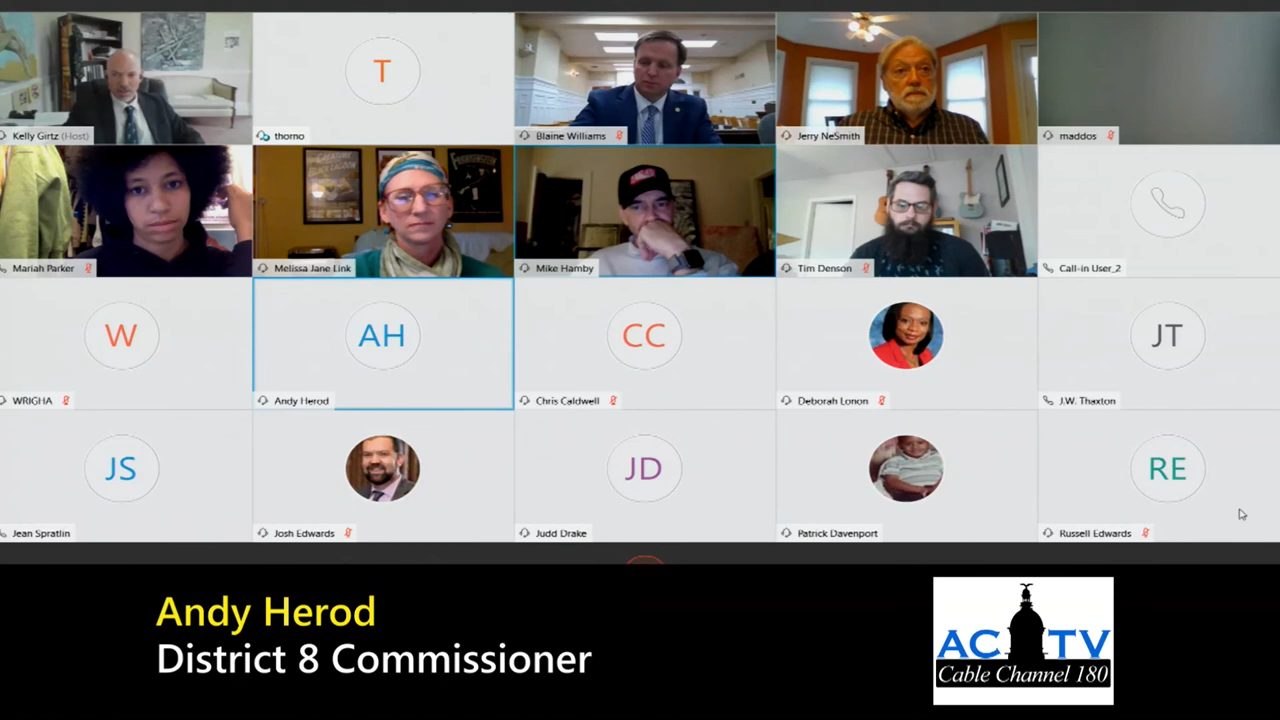 Kelly Girtz (Host)
T
thorno
Blaine Williams
Jerry NeSmith
maddos
Mariah Parker
Melissa Jane Link
Mike Hamby
Tim Denson
Call-in User_2
W
WRIGHA
AH
Andy Herod
CC
Chris Caldwell
Deborah Lonon
JT
J.W. Thaxton
JS
Jean Spratlin
Josh Edwards
JD
Judd Drake
Patrick Davenport
RE
Russell Edwards
Andy Herod
District 8 Commissioner
AC TV
Cable Channel 180